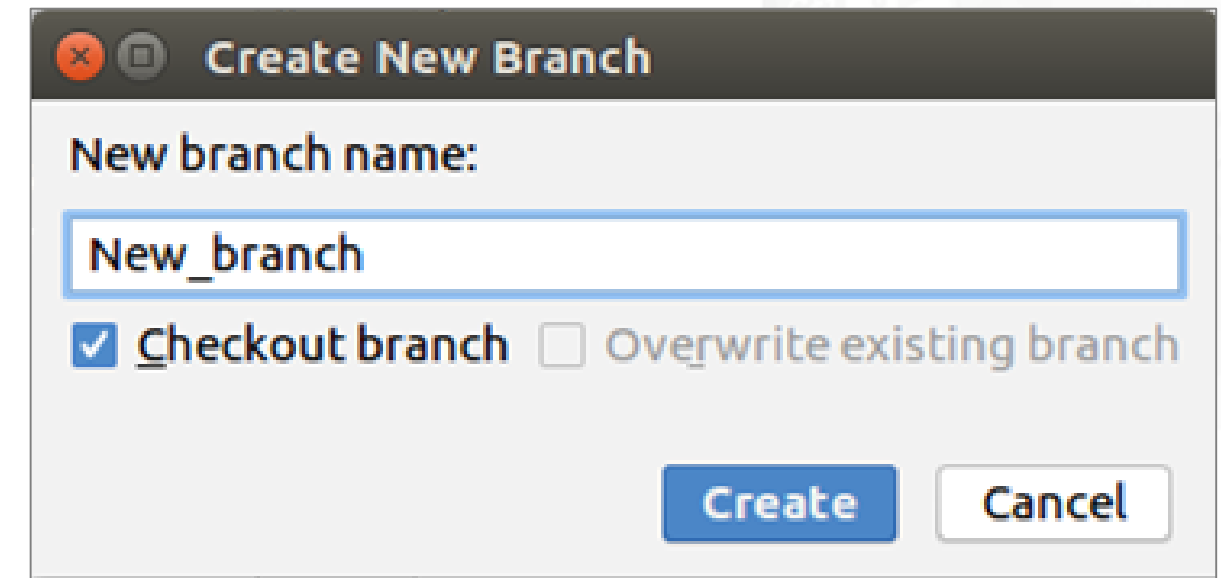 Create New Branch
New branch name:
New_branch
Checkout branch Overwrite existing branch
Create Cancel